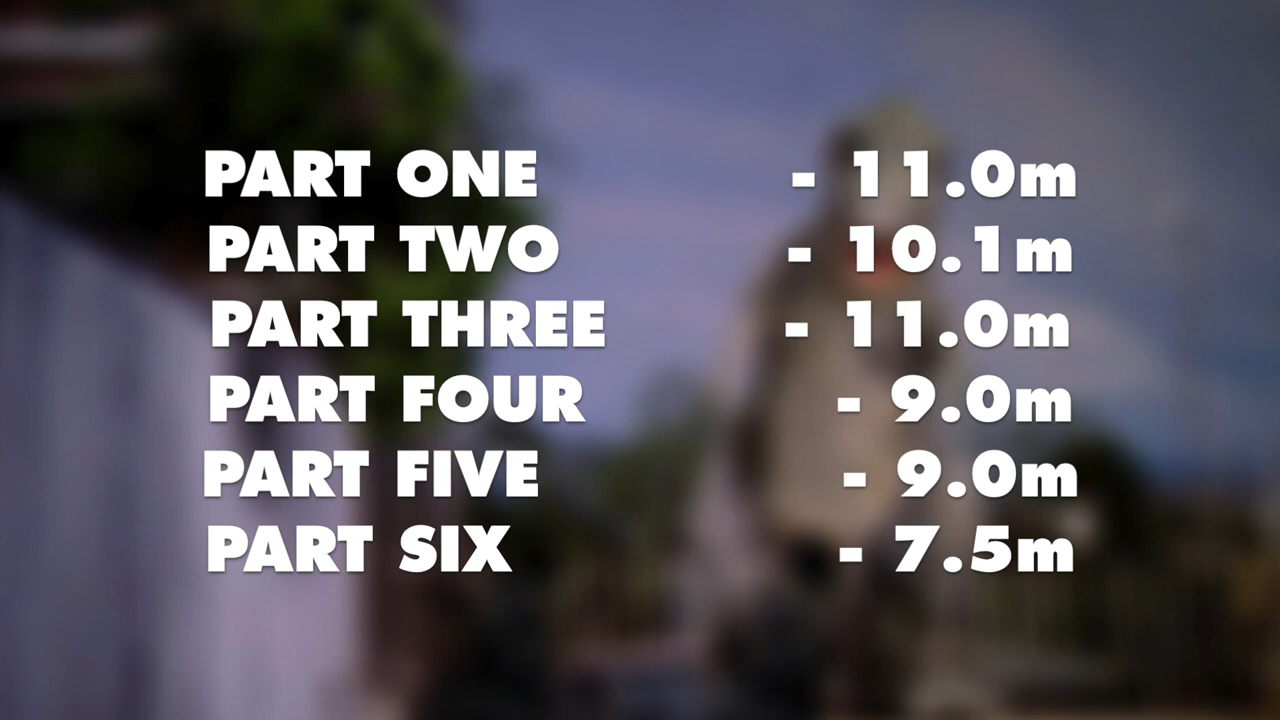 PART ONE - 11.0m
PART TWO - 10.1m
PART THREE - 11.0m
PART FOUR - 9.0m
PART FIVE - 9.0m
PART SIX - 7.5m